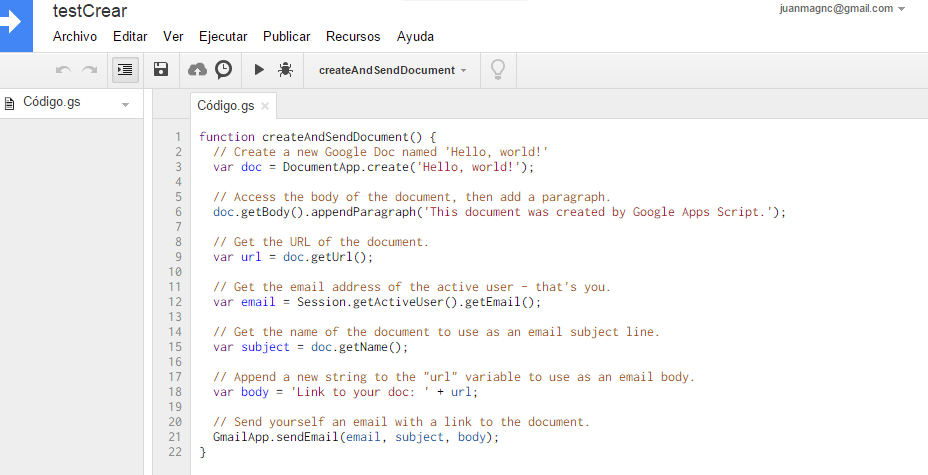 testCrear
juanmagnc@gmail.com
Archivo Editar Ver Ejecutar Publicar Recursos Ayuda
createAndSendDocument
Código.gs
Código.gs ×
1 function createAndSendDocument() {
2   // Create a new Google Doc named 'Hello, world!'
3   var doc = DocumentApp.create('Hello, world!');
4
5   // Access the body of the document, then add a paragraph.
6   doc.getBody().appendParagraph('This document was created by Google Apps Script.');
7
8   // Get the URL of the document.
9   var url = doc.getUrl();
10
11   // Get the email address of the active user - that's you.
12   var email = Session.getActiveUser().getEmail();
13
14   // Get the name of the document to use as an email subject line.
15   var subject = doc.getName();
16
17   // Append a new string to the "url" variable to use as an email body.
18   var body = 'Link to your doc: ' + url;
19
20   // Send yourself an email with a link to the document.
21   GmailApp.sendEmail(email, subject, body);
22 }